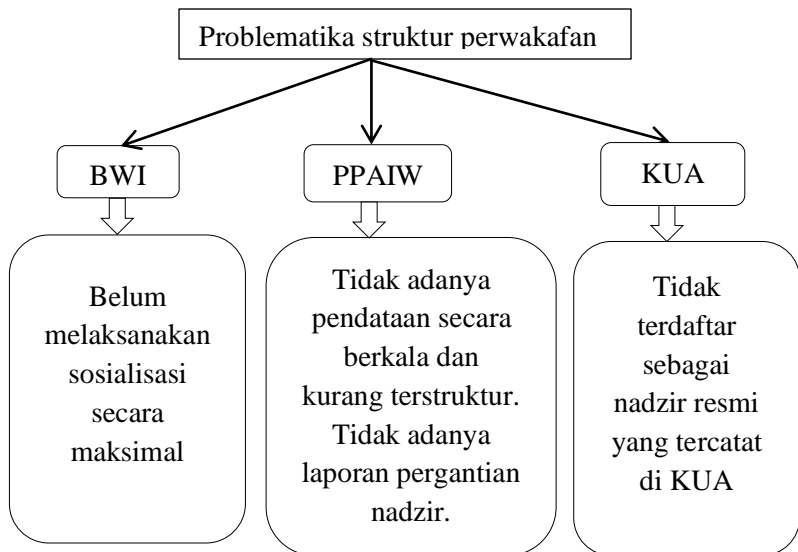 Problematika struktur perwakafan
BWI
PPAIW
KUA
Belum
melaksanakan
sosialisasi
secara
maksimal
Tidak adanya
pendataan secara
berkala dan
kurang terstruktur.
Tidak adanya
laporan pergantian
nadzir.
Tidak
terdaftar
sebagai
nadzir resmi
yang tercatat
di KUA